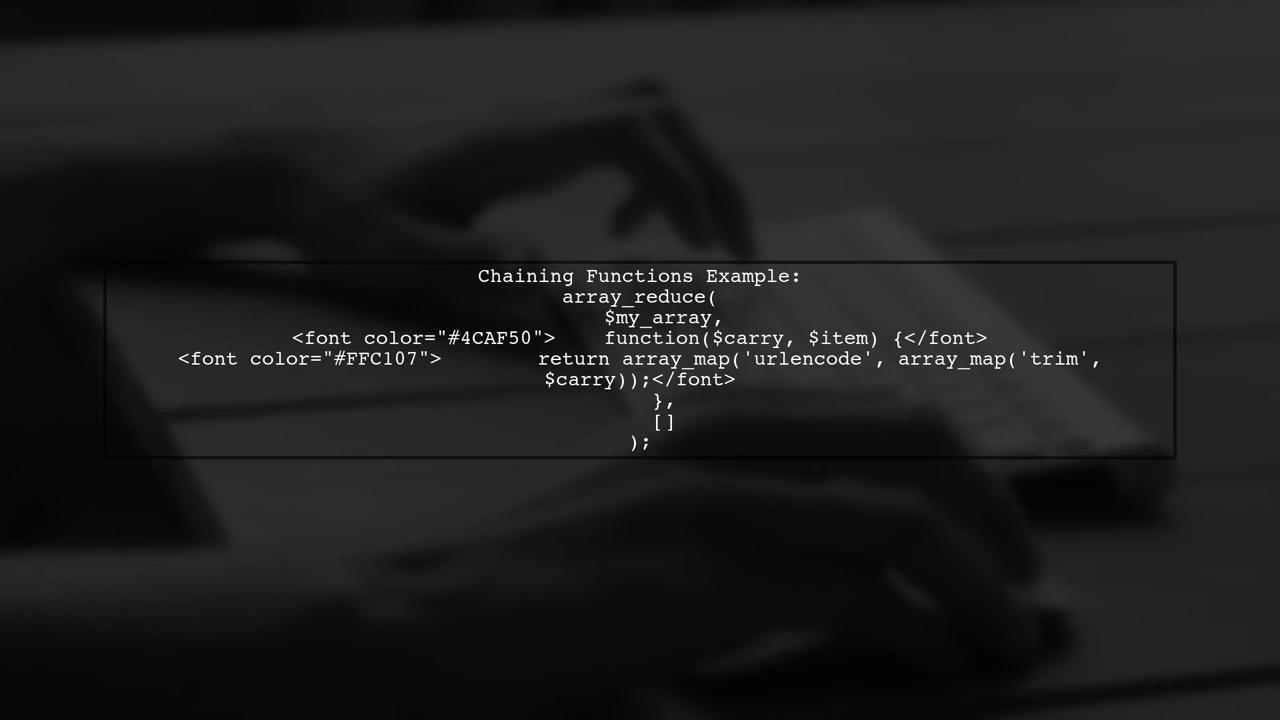 Chaining Functions Example:
array_reduce(
$my_array,
<font color="#4CAF50">    function($carry, $item) {</font>
<font color="#FFC107">        return array_map('urlencode', array_map('trim',
$carry));</font>
},
[]
);